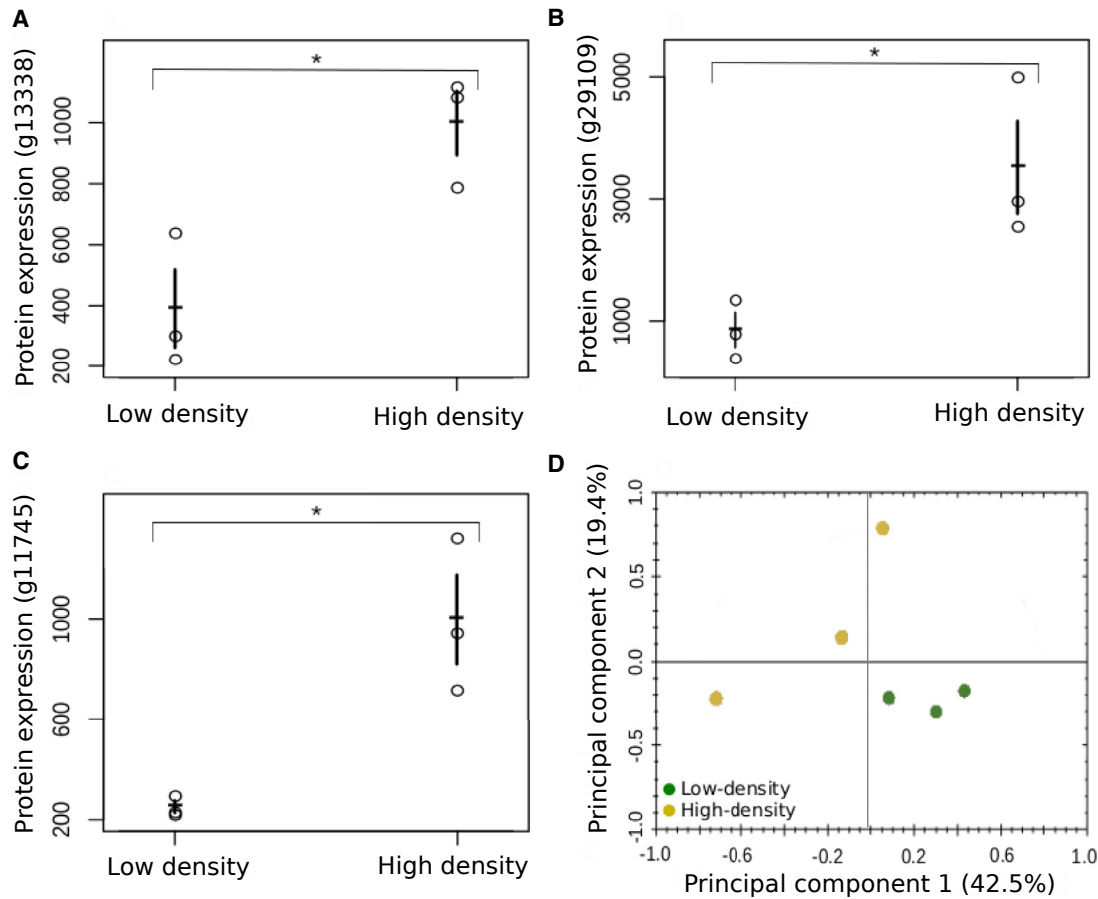 A
Protein expression (g13338)
1000
800
600
400
200
*
Low density
High density
B
Protein expression (g29109)
5000
3000
1000
*
Low density
High density
C
Protein expression (g11745)
1000
600
200
*
Low density
High density
D
Principal component 2 (19.4%)
1.0
0.5
0.0
-0.5
-1.0
Low-density
High-density
-1.0 -0.6 -0.2 0.2 0.6 1.0
Principal component 1 (42.5%)